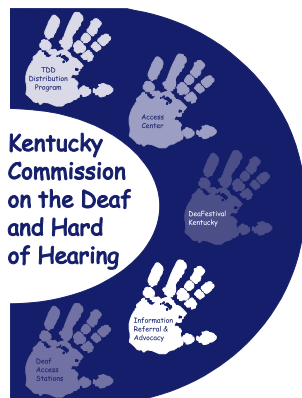 TDD
Distribution
Program
Access
Center
Kentucky
Commission
on the Deaf
and Hard
of Hearing
DeaFestival
Kentucky
Information
Referral &
Advocacy
Deaf
Access
Stations